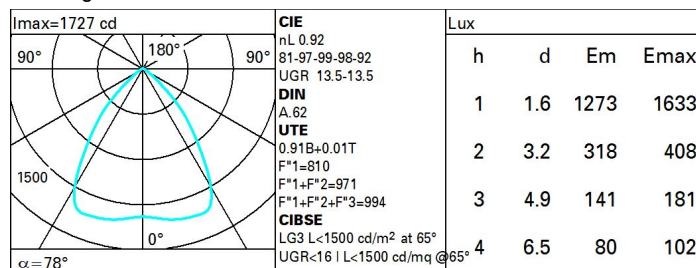 Imax=1727 cd
90°
180°
90°
1500
0°
α=78°
CIE
nL 0.92
81-97-99-98-92
UGR 13.5-13.5
DIN
A.62
UTE
0.91B+0.01T
F"1=810
F"1+F"2=971
F"1+F"2+F"3=994
CIBSE
LG3 L<1500 cd/m² at 65°
UGR<16 | L<1500 cd/mq @65°
Lux
h d Em Emax
1 1.6 1273 1633
2 3.2 318 408
3 4.9 141 181
4 6.5 80 102